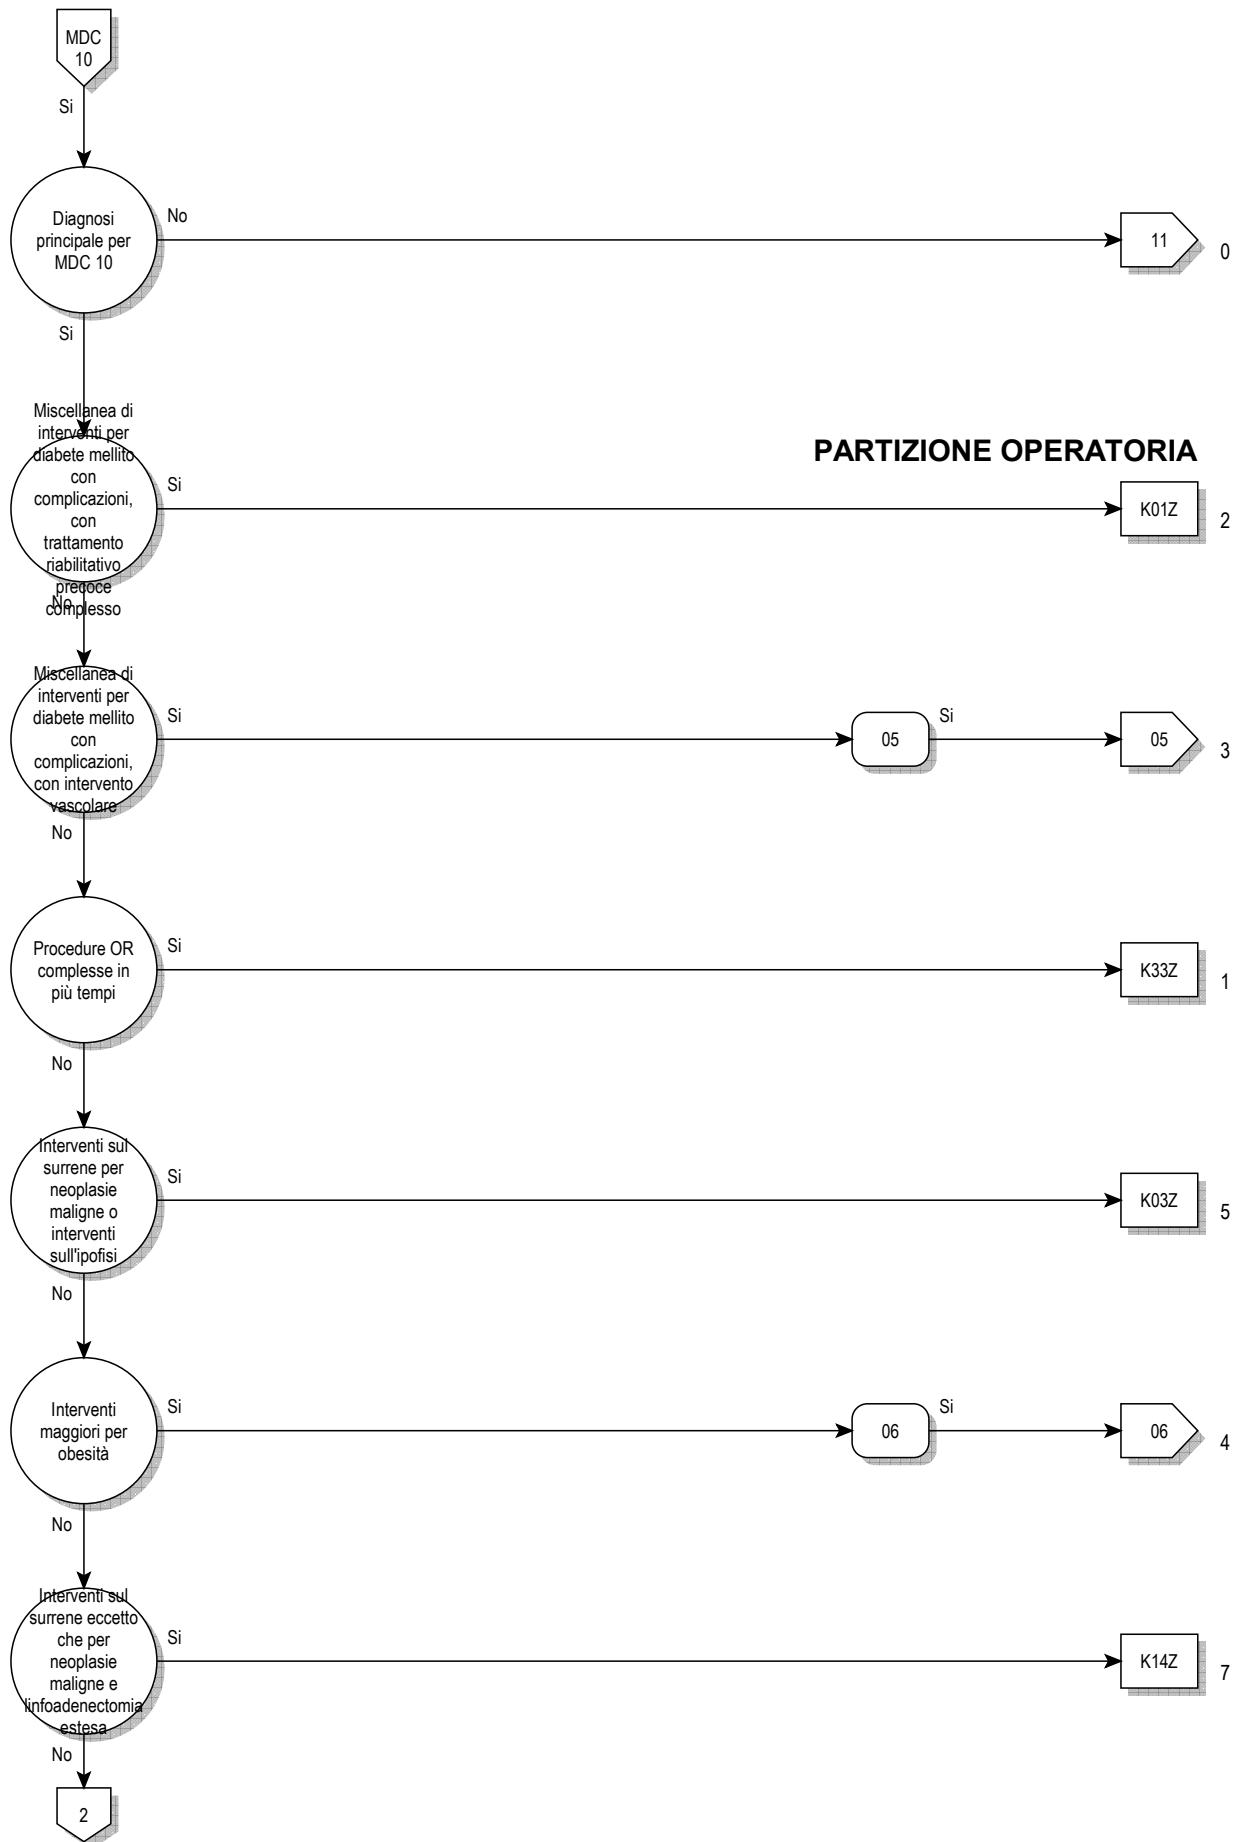 MDC
10
Si
Diagnosi
principale per
MDC 10
No
11
0
Si
Miscellanea di
interventi per
diabete mellito
con
complicazioni,
con
trattamento
riabilitativo
precoce
complesso
PARTIZIONE OPERATORIA
Si
K01Z
2
No
Miscellanea di
interventi per
diabete mellito
con
complicazioni,
con intervento
vascolare
Si
05
Si
05
3
No
Procedure OR
complesse in
più tempi
Si
K33Z
1
No
Interventi sul
surrene per
neoplasie
maligne o
interventi
sull'ipofisi
Si
K03Z
5
No
Interventi
maggiori per
obesità
Si
06
Si
06
4
No
Interventi sul
surrene eccetto
che per
neoplasie
maligne e
linfoadenectomia
estesa
Si
K14Z
7
No
2